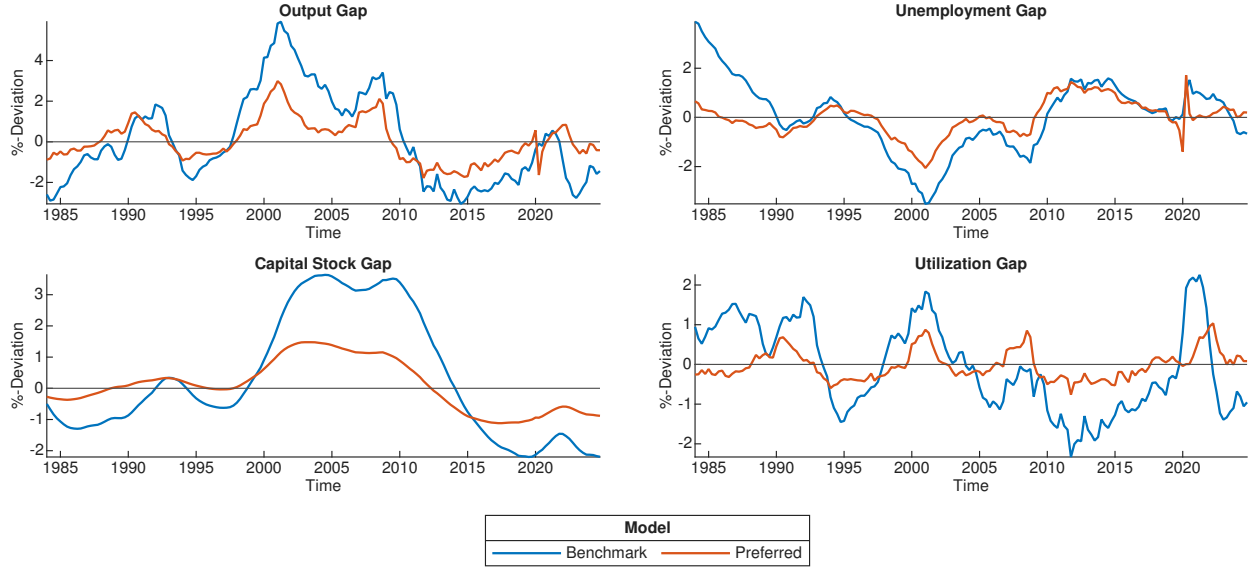 Output Gap
%-Deviation
4
2
0
-2
1985 1990 1995 2000 2005 2010 2015 2020
Time
Unemployment Gap
%-Deviation
2
0
-2
1985 1990 1995 2000 2005 2010 2015 2020
Time
Capital Stock Gap
%-Deviation
3
2
1
0
-1
-2
1985 1990 1995 2000 2005 2010 2015 2020
Time
Utilization Gap
%-Deviation
2
1
0
-1
-2
1985 1990 1995 2000 2005 2010 2015 2020
Time
Model
Benchmark Preferred